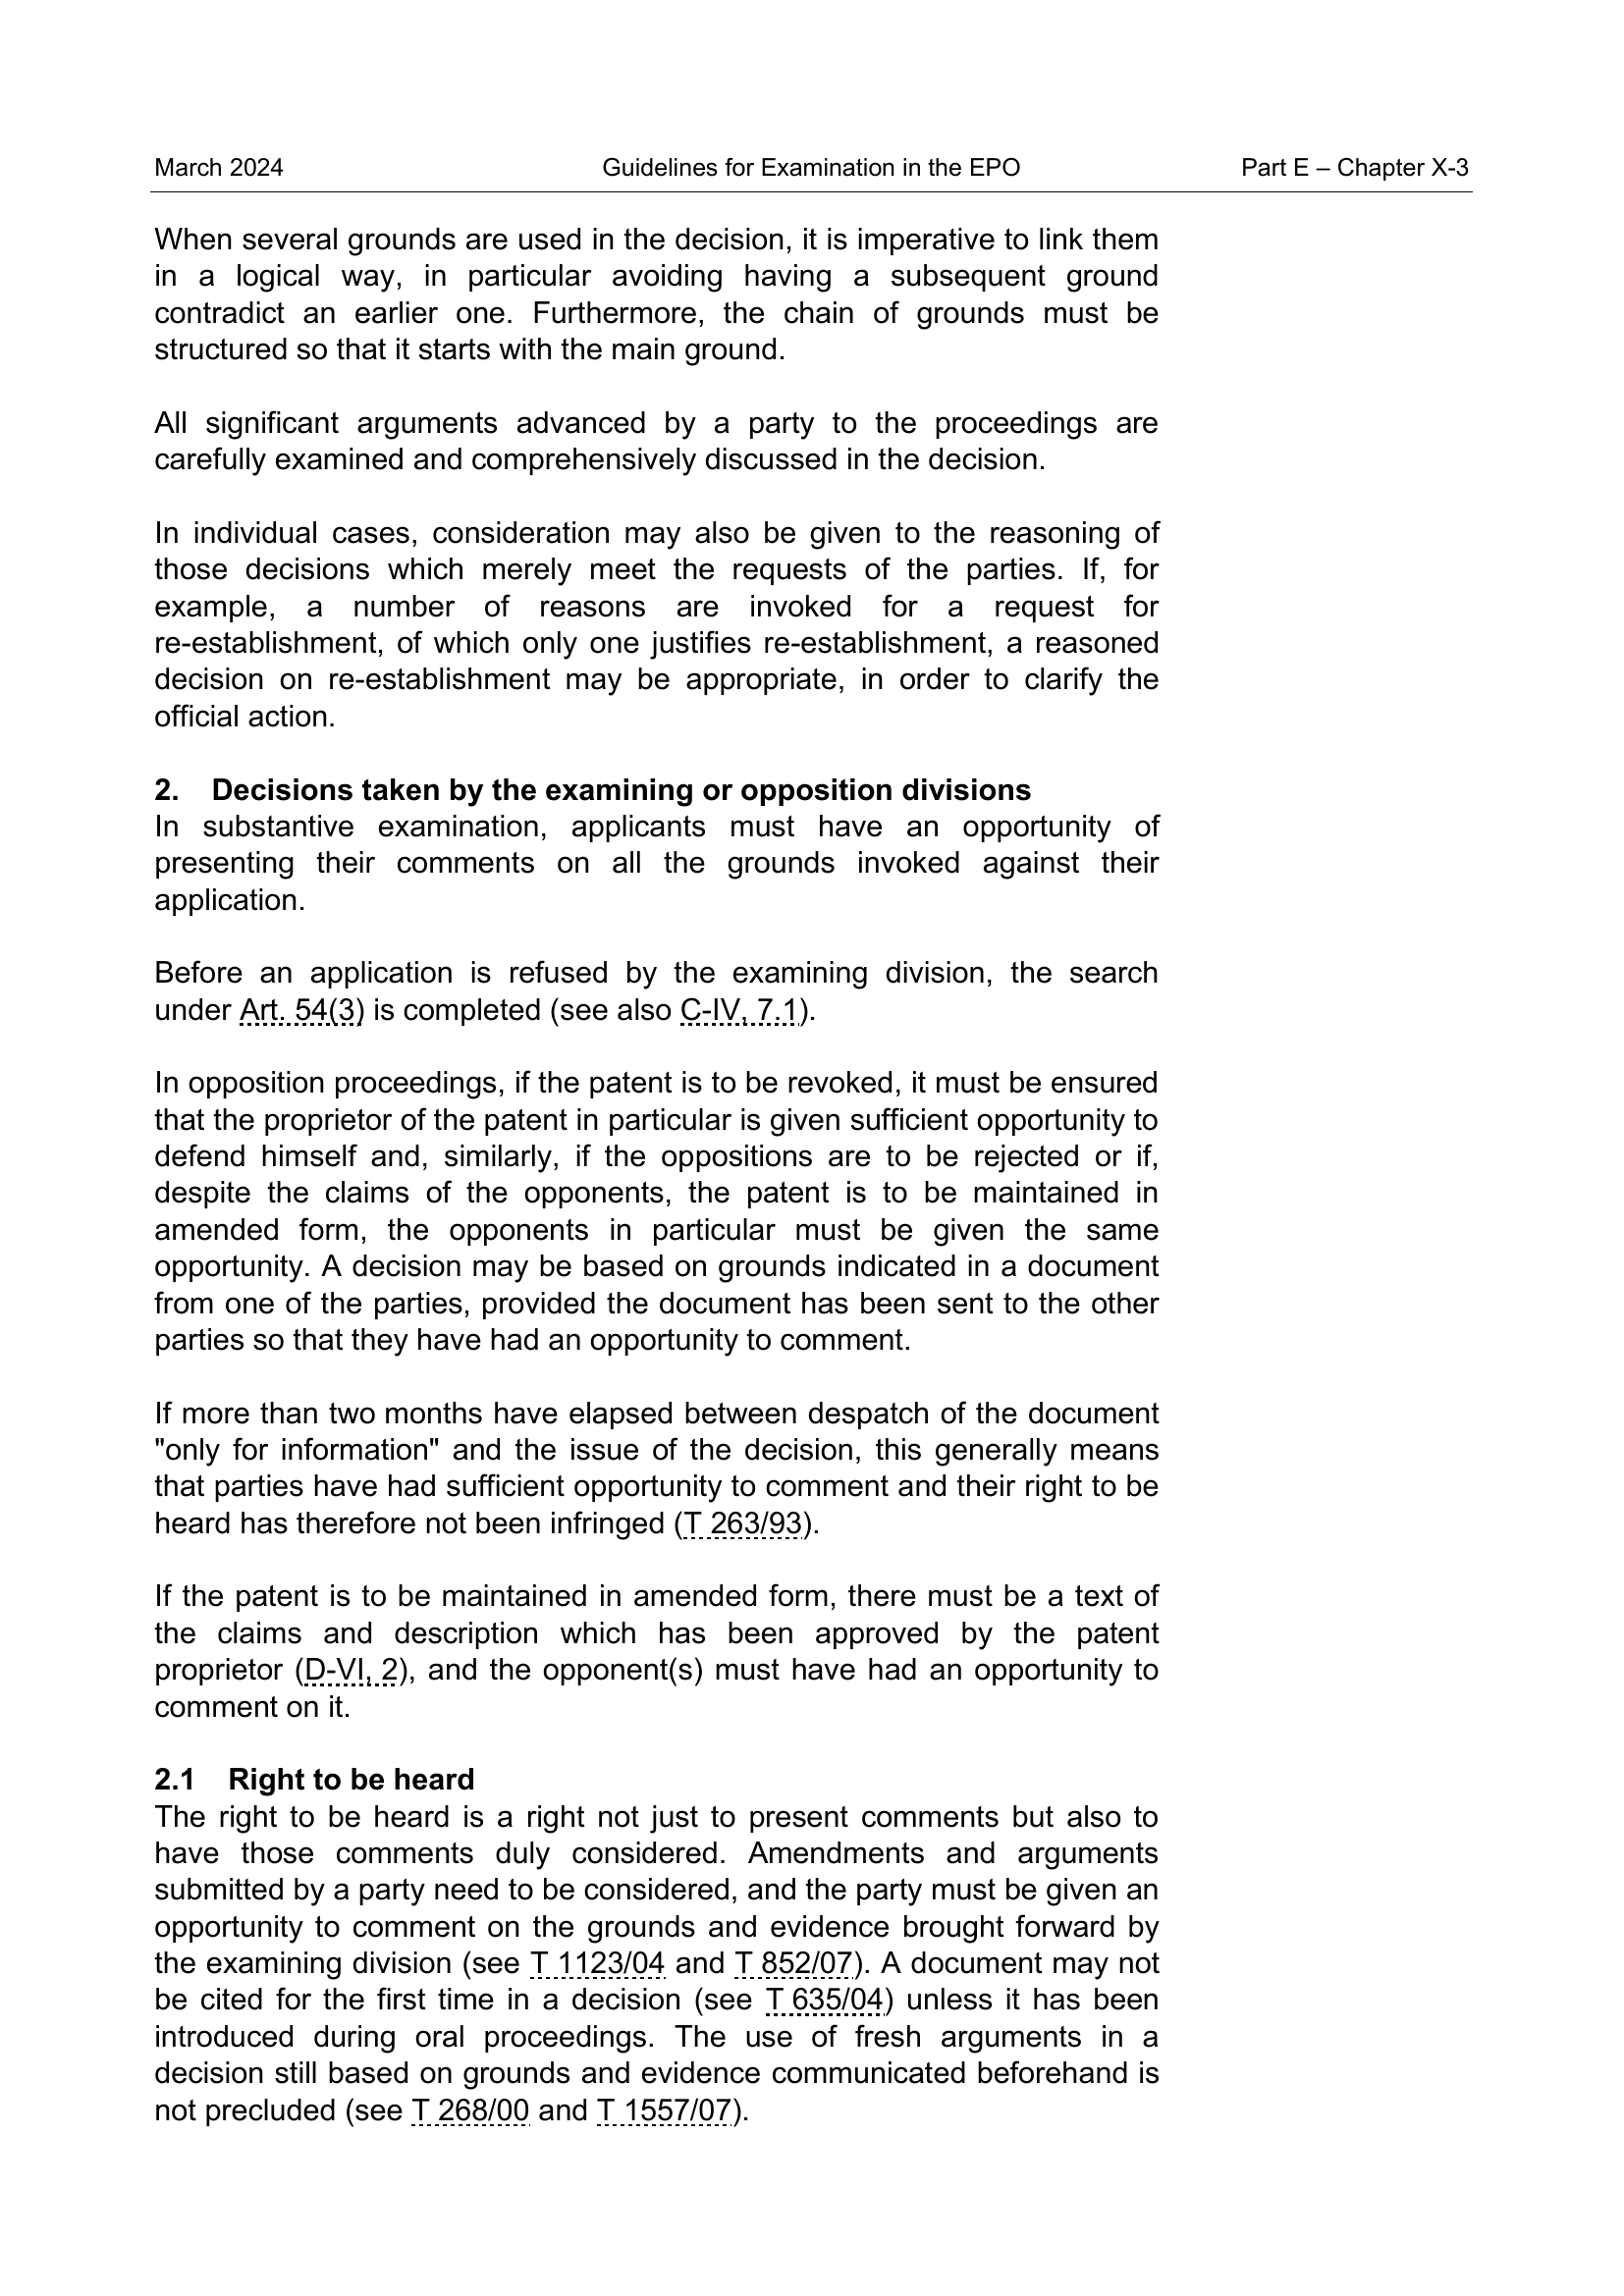 March 2024 Guidelines for Examination in the EPO Part E – Chapter X-3
When several grounds are used in the decision, it is imperative to link them
in a logical way, in particular avoiding having a subsequent ground
contradict an earlier one. Furthermore, the chain of grounds must be
structured so that it starts with the main ground.
All significant arguments advanced by a party to the proceedings are
carefully examined and comprehensively discussed in the decision.
In individual cases, consideration may also be given to the reasoning of
those decisions which merely meet the requests of the parties. If, for
example, a number of reasons are invoked for a request for
re-establishment, of which only one justifies re-establishment, a reasoned
decision on re-establishment may be appropriate, in order to clarify the
official action.
2. Decisions taken by the examining or opposition divisions
In substantive examination, applicants must have an opportunity of
presenting their comments on all the grounds invoked against their
application.
Before an application is refused by the examining division, the search
under Art. 54(3) is completed (see also C-IV, 7.1).
In opposition proceedings, if the patent is to be revoked, it must be ensured
that the proprietor of the patent in particular is given sufficient opportunity to
defend himself and, similarly, if the oppositions are to be rejected or if,
despite the claims of the opponents, the patent is to be maintained in
amended form, the opponents in particular must be given the same
opportunity. A decision may be based on grounds indicated in a document
from one of the parties, provided the document has been sent to the other
parties so that they have had an opportunity to comment.
If more than two months have elapsed between despatch of the document
"only for information" and the issue of the decision, this generally means
that parties have had sufficient opportunity to comment and their right to be
heard has therefore not been infringed (T 263/93).
If the patent is to be maintained in amended form, there must be a text of
the claims and description which has been approved by the patent
proprietor (D-VI, 2), and the opponent(s) must have had an opportunity to
comment on it.
2.1 Right to be heard
The right to be heard is a right not just to present comments but also to
have those comments duly considered. Amendments and arguments
submitted by a party need to be considered, and the party must be given an
opportunity to comment on the grounds and evidence brought forward by
the examining division (see T 1123/04 and T 852/07). A document may not
be cited for the first time in a decision (see T 635/04) unless it has been
introduced during oral proceedings. The use of fresh arguments in a
decision still based on grounds and evidence communicated beforehand is
not precluded (see T 268/00 and T 1557/07).